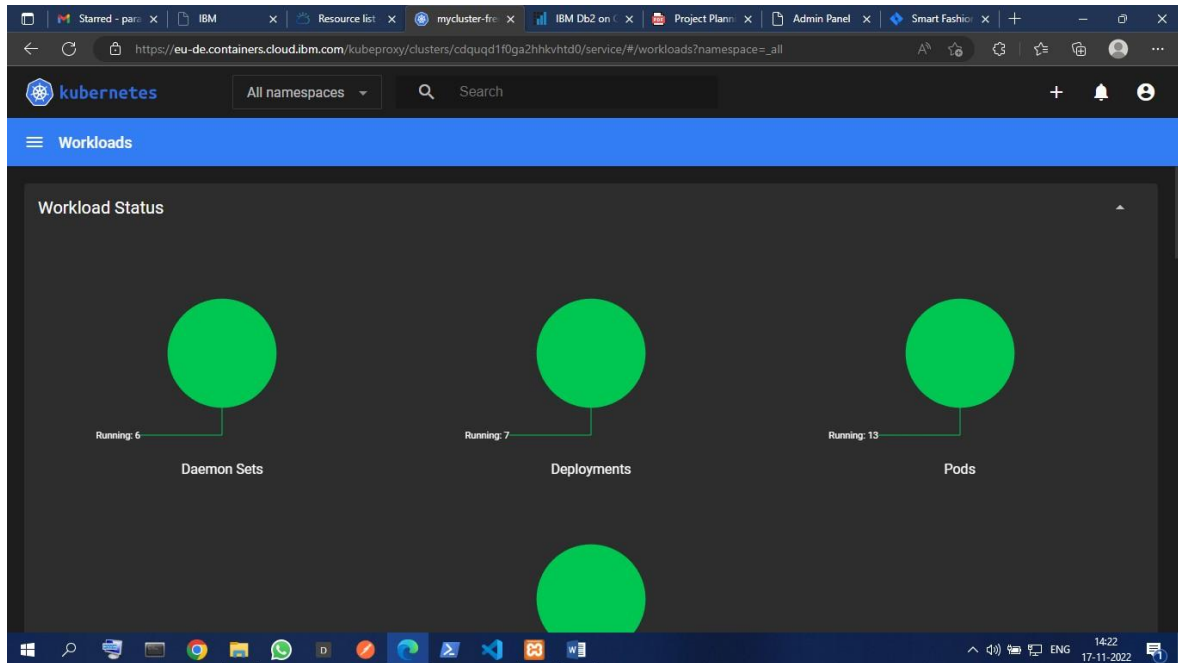 Starred - para
IBM
Resource list
mycluster-fre
IBM Db2 on C
Project Plann
Admin Panel
Smart Fashion
https://eu-de.containers.cloud.ibm.com/kubeproxy/clusters/cdquqd1f0ga2hhkvhtd0/service/#/workloads?namespace=_all
kubernetes
All namespaces
Search
Workloads
Workload Status
Running: 6
Running: 7
Running: 13
Daemon Sets
Deployments
Pods
ENG
14:22
17-11-2022